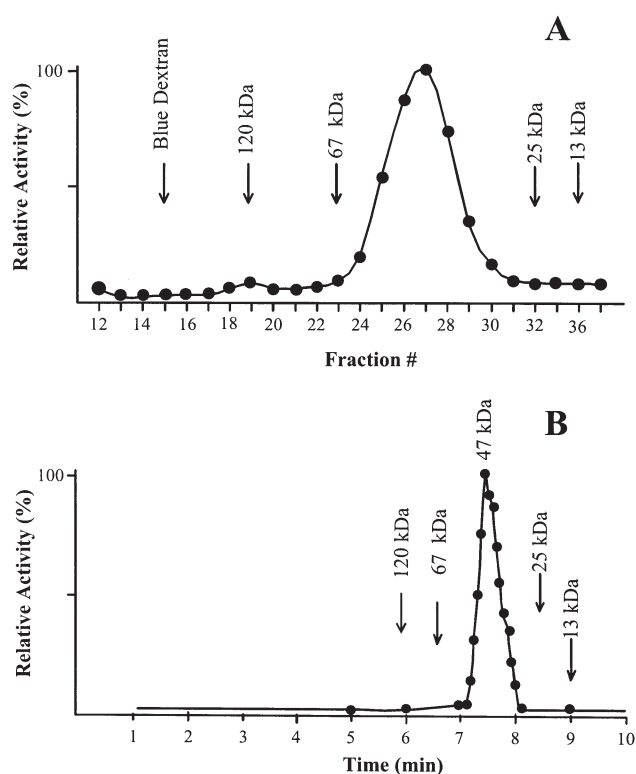 A
Relative Activity (%)
100
Blue Dextran
120 kDa
67 kDa
25 kDa
13 kDa
12 14 16 18 20 22 24 26 28 30 32 36
Fraction #
B
Relative Activity (%)
100
120 kDa
67 kDa
47 kDa
25 kDa
13 kDa
1 2 3 4 5 6 7 8 9 10
Time (min)